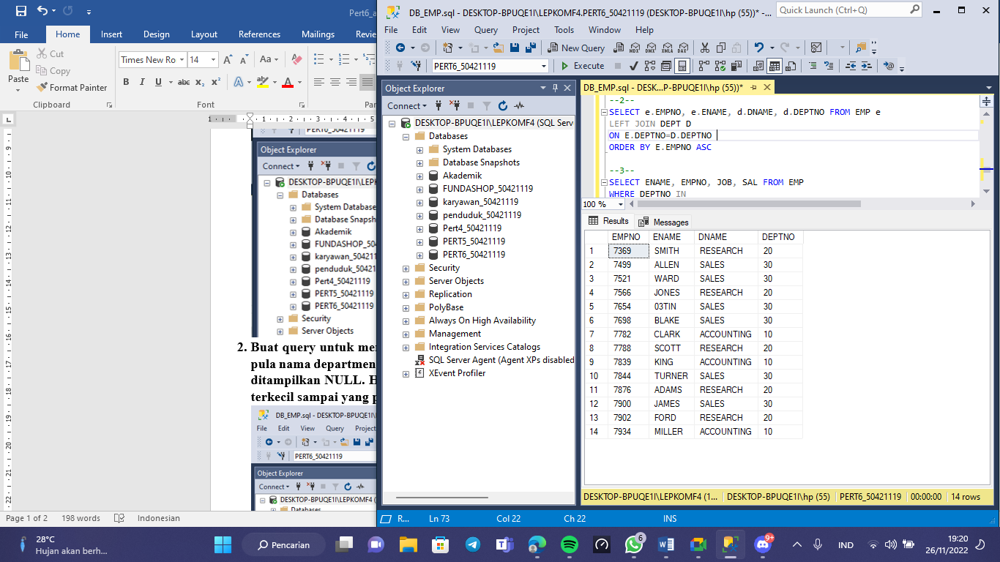 Pert6_a
File
Home
Insert
Design
Layout
References
Mailings
Revie
Paste
Cut
Copy
Format Painter
Clipboard
Times New Ro
14
Font
Par
PERT6_50421119
Object Explorer
Connect
DESKTOP-BPUQE1I\LEPK
Databases
System Database
Database Snapsh
Akademik
FUNDASHOP_50
karyawan_50421
penduduk_50421
Pert4_50421119
PERT5_50421119
PERT6_50421119
Security
Server Objects
2. Buat query untuk mer
pula nama departmen
ditampilkan NULL. H
terkecil sampai yang p
DB_EMP.sql - DESKTOP-BPUQE1I
File Edit View Query Project
PERT6_50421119
Object Explorer
Connect
DESKTOP-BPUQE1I\LEPKOMF4 (
Databases
Page 1 of 2
198 words
Indonesian
DB_EMP.sql - DESKTOP-BPUQE1I\LEPKOMF4.PERT6_50421119 (DESKTOP-BPUQE1I\hp (55))* -...
Quick Launch (Ctrl+Q)
File Edit View Query Project Tools Window Help
New Query
MDX DMX XMLA DAX
PERT6_50421119
Execute
Object Explorer
Connect
DESKTOP-BPUQE1I\LEPKOMF4 (SQL Serv
Databases
System Databases
Database Snapshots
Akademik
FUNDASHOP_50421119
karyawan_50421119
penduduk_50421119
Pert4_50421119
PERT5_50421119
PERT6_50421119
Security
Server Objects
Replication
PolyBase
Always On High Availability
Management
Integration Services Catalogs
SQL Server Agent (Agent XPs disabled
XEvent Profiler
DB_EMP.sql - DESK...P-BPUQE1I\hp (55))*
--2--
SELECT e.EMPNO, e.ENAME, d.DNAME, d.DEPTNO FROM EMP e
LEFT JOIN DEPT D
ON E.DEPTNO=D.DEPTNO
ORDER BY E.EMPNO ASC
--3--
SELECT ENAME, EMPNO, JOB, SAL FROM EMP
WHERE DEPTNO IN
100 %
Results
Messages
EMPNO ENAME DNAME DEPTNO
1 7369 SMITH RESEARCH 20
2 7499 ALLEN SALES 30
3 7521 WARD SALES 30
4 7566 JONES RESEARCH 20
5 7654 03TIN SALES 30
6 7698 BLAKE SALES 30
7 7782 CLARK ACCOUNTING 10
8 7788 SCOTT RESEARCH 20
9 7839 KING ACCOUNTING 10
10 7844 TURNER SALES 30
11 7876 ADAMS RESEARCH 20
12 7900 JAMES SALES 30
13 7902 FORD RESEARCH 20
14 7934 MILLER ACCOUNTING 10
DESKTOP-BPUQE1I\LEPKOMF4 (1...
DESKTOP-BPUQE1I\hp (55)
PERT6_50421119
00:00:00
14 rows
R...
Ln 73
Col 22
Ch 22
INS
28°C
Hujan akan berh...
Pencarian
6
9+
IND
19:20
26/11/2022